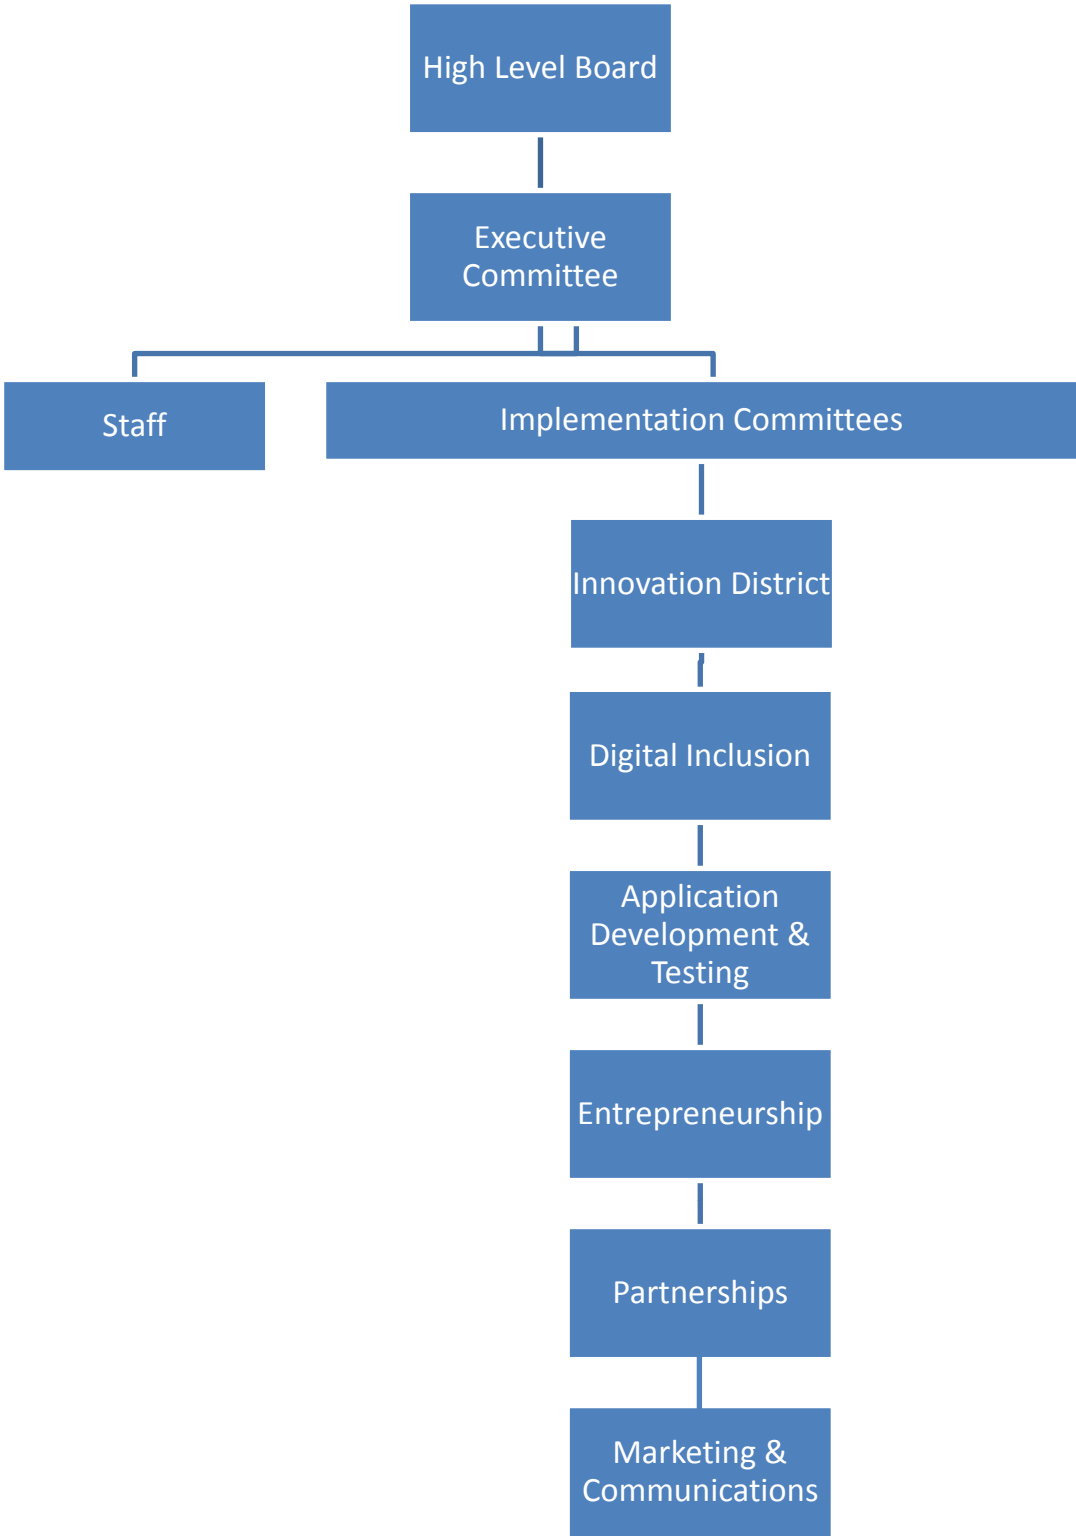 High Level Board
Executive
Committee
Staff
Implementation Committees
Innovation District
Digital Inclusion
Application
Development &
Testing
Entrepreneurship
Partnerships
Marketing &
Communications